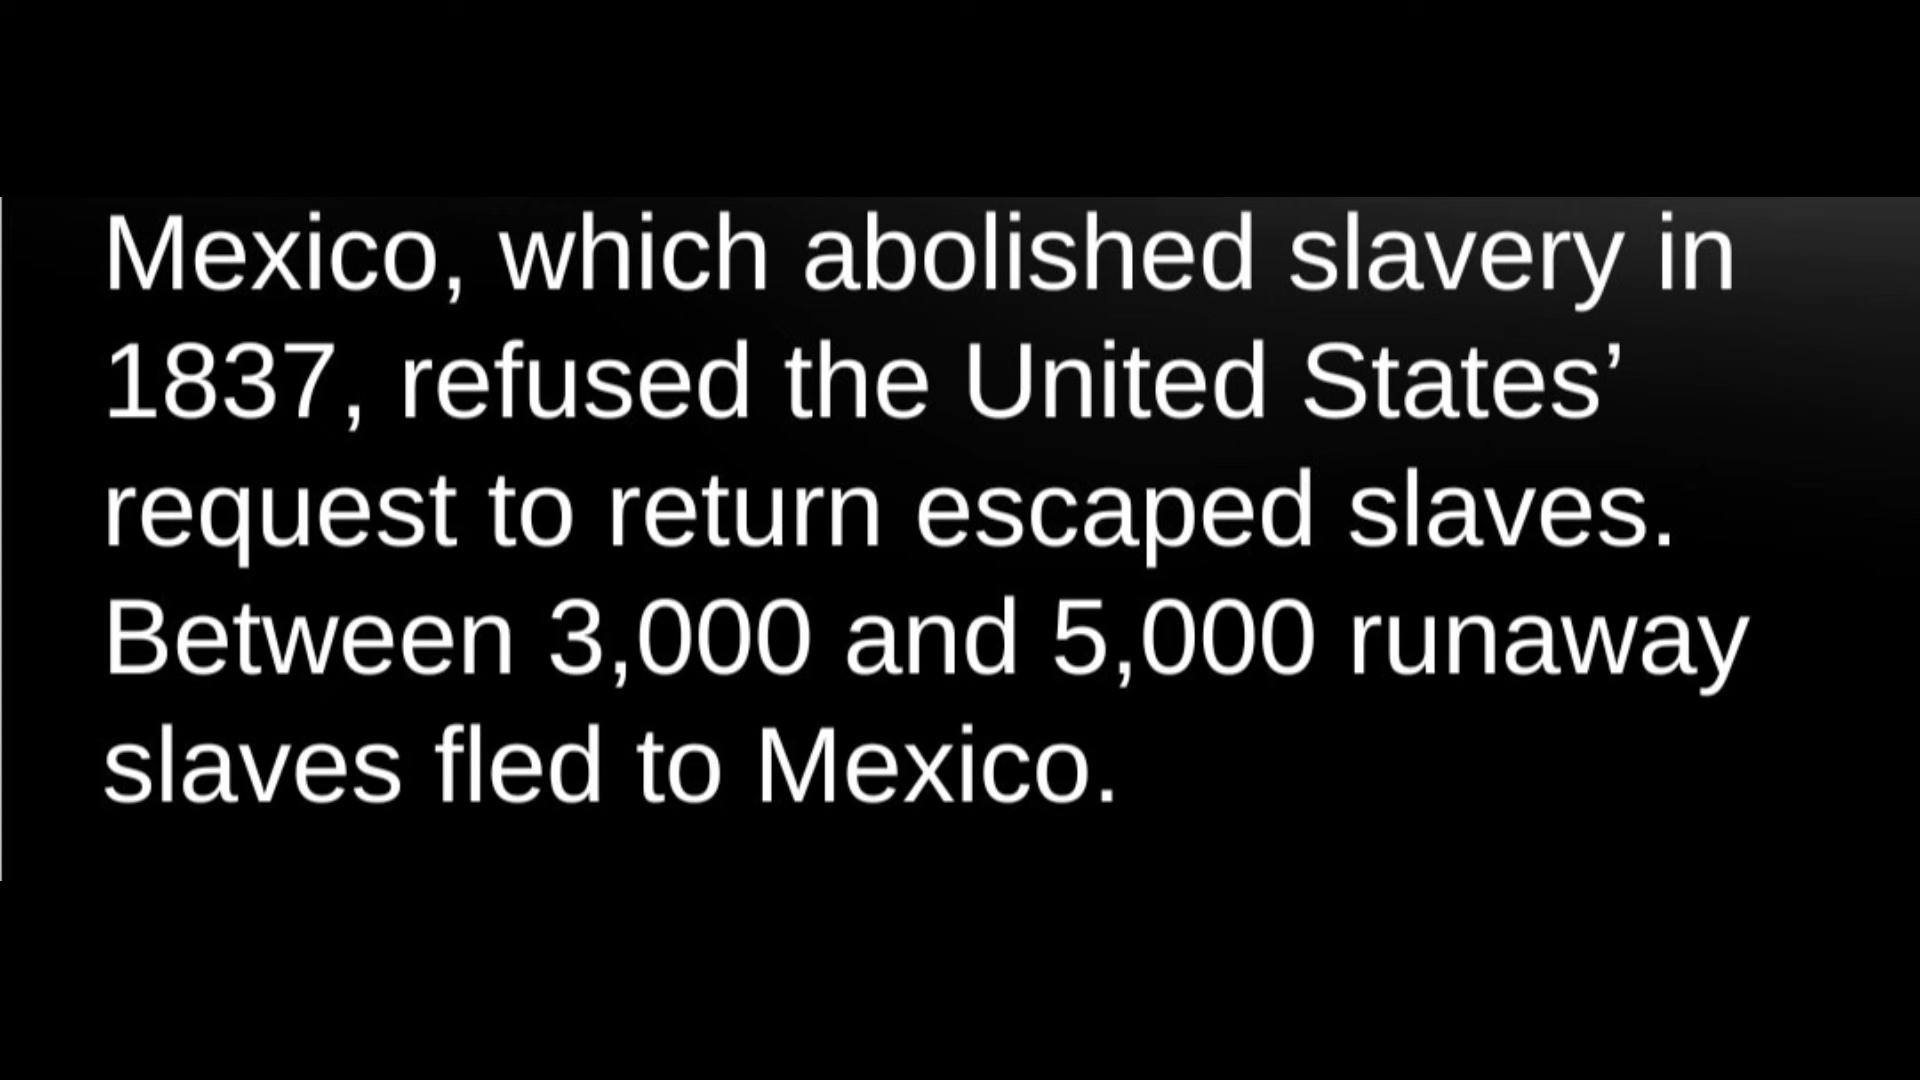 Mexico, which abolished slavery in
1837, refused the United States’
request to return escaped slaves.
Between 3,000 and 5,000 runaway
slaves fled to Mexico.